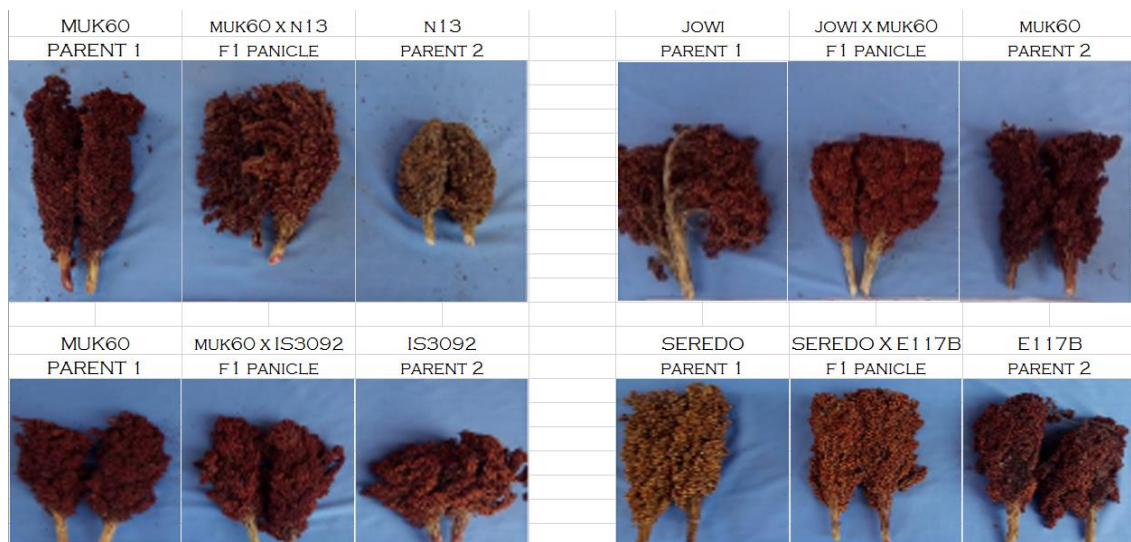 MUK60 MUK60 X N13 N13 JOWI JOWI X MUK60 MUK60
PARENT 1 F1 PANICLE PARENT 2 PARENT 1 F1 PANICLE PARENT 2
MUK60 MUK60 X IS3092 IS3092 SEREDO SEREDO X E117B E117B
PARENT 1 F1 PANICLE PARENT 2 PARENT 1 F1 PANICLE PARENT 2